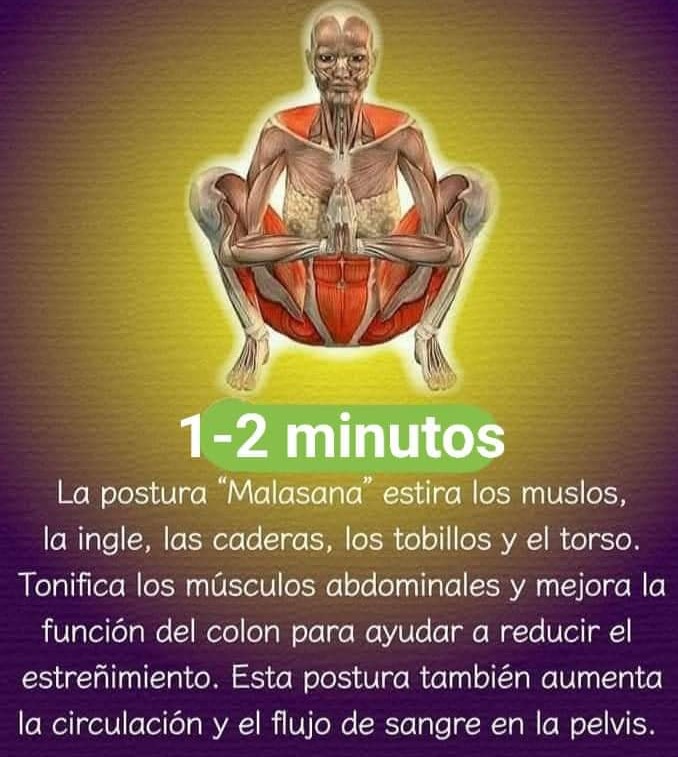 1-2 minutos
La postura “Malasana” estira los muslos,
la ingle, las caderas, los tobillos y el torso.
Tonifica los músculos abdominales y mejora la
función del colon para ayudar a reducir el
estreñimiento. Esta postura también aumenta
la circulación y el flujo de sangre en la pelvis.